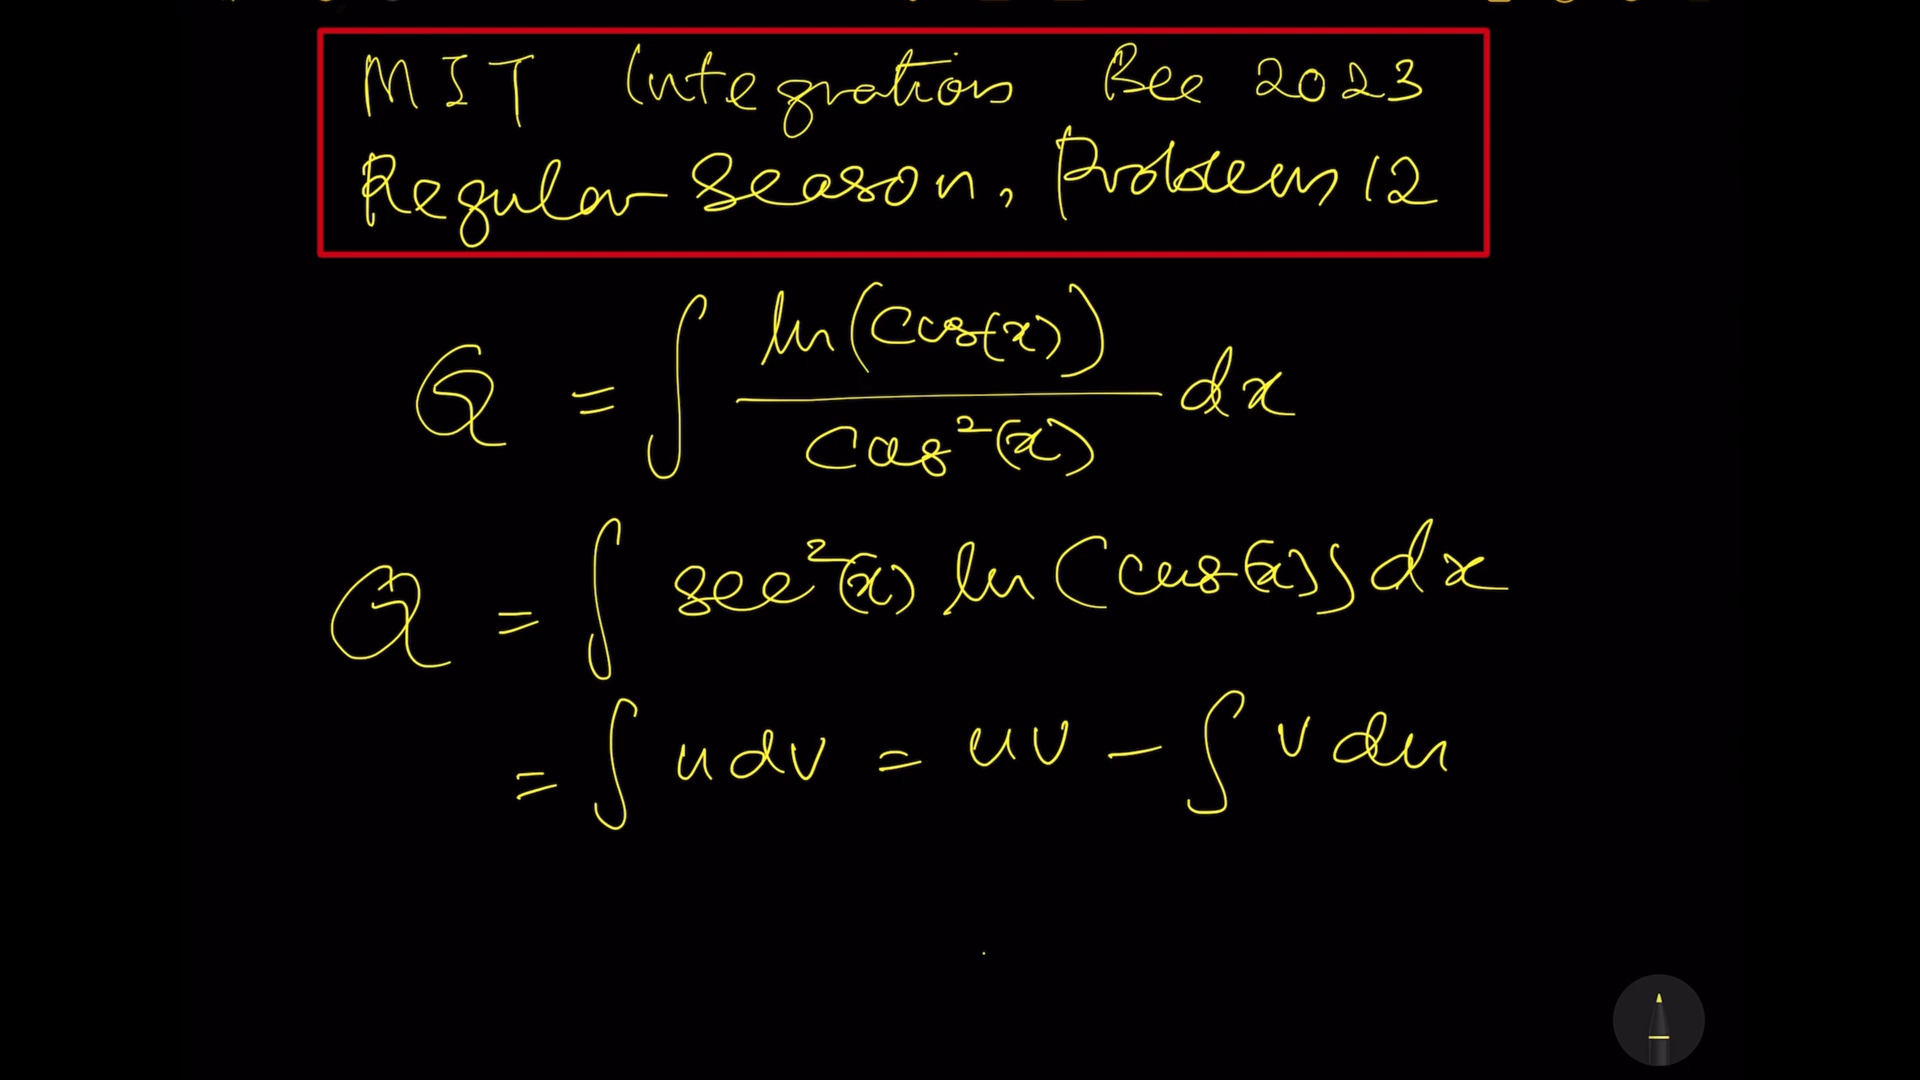 MIT Integration Bee 2023
Regular Season, Problem 12
Q = ∫ ln(cos(x)) / cos²(x) dx
Q = ∫ sec²(x) ln(cos(x)) dx
= ∫ u dv = uv - ∫ v du